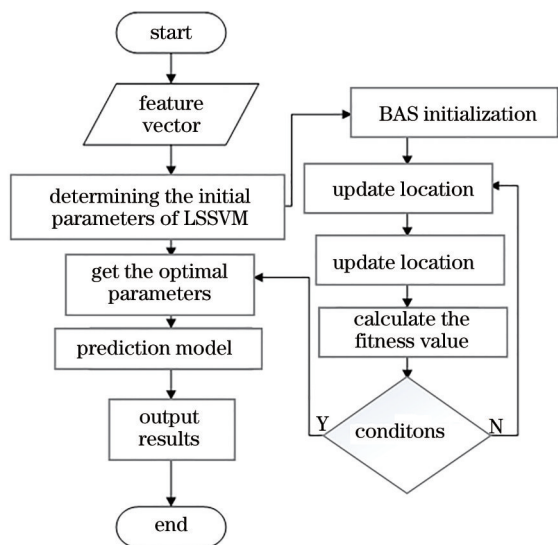 start
feature
vector
determining the initial
parameters of LSSVM
get the optimal
parameters
prediction model
output
results
end
BAS initialization
update location
update location
calculate the
fitness value
conditons
Y
N